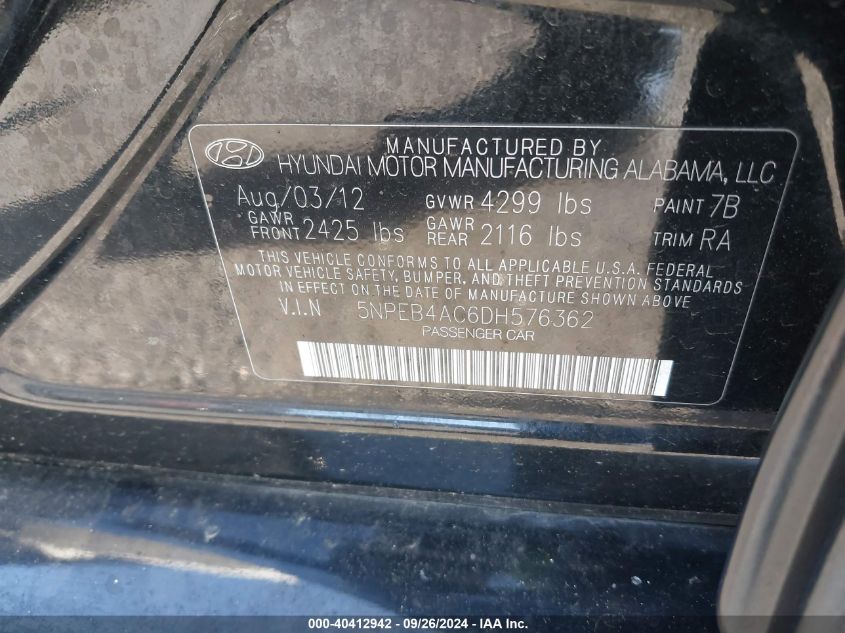 MANUFACTURED BY
HYUNDAI MOTOR MANUFACTURING ALABAMA, LLC
Aug/03/12 GVWR 4299 lbs PAINT 7B
GAWR FRONT 2425 lbs GAWR REAR 2116 lbs TRIM RA
THIS VEHICLE CONFORMS TO ALL APPLICABLE U.S.A. FEDERAL
MOTOR VEHICLE SAFETY, BUMPER, AND THEFT PREVENTION STANDARDS
IN EFFECT ON THE DATE OF MANUFACTURE SHOWN ABOVE
V.I.N 5NPEB4AC6DH576362
PASSENGER CAR
000-40412942 - 09/26/2024 - IAA Inc.